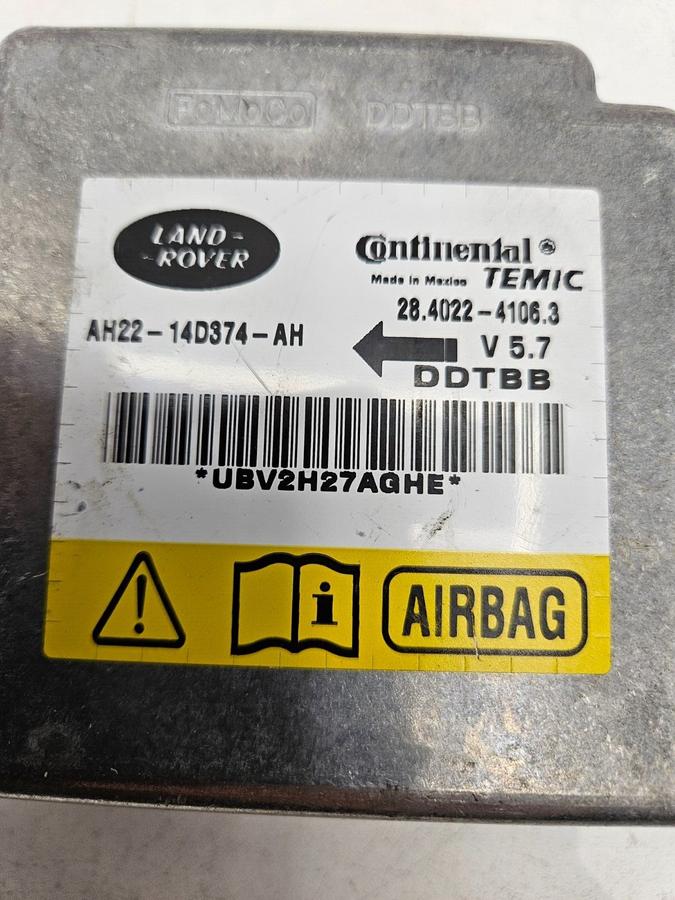 FoMoCo DDTBB
LAND-
-ROVER
Continental
Made in Mexico TEMIC
28.4022-4106.3
AH22-14D374-AH
V 5.7
DDTBB
*UBV2H27AGHE*
! i AIRBAG